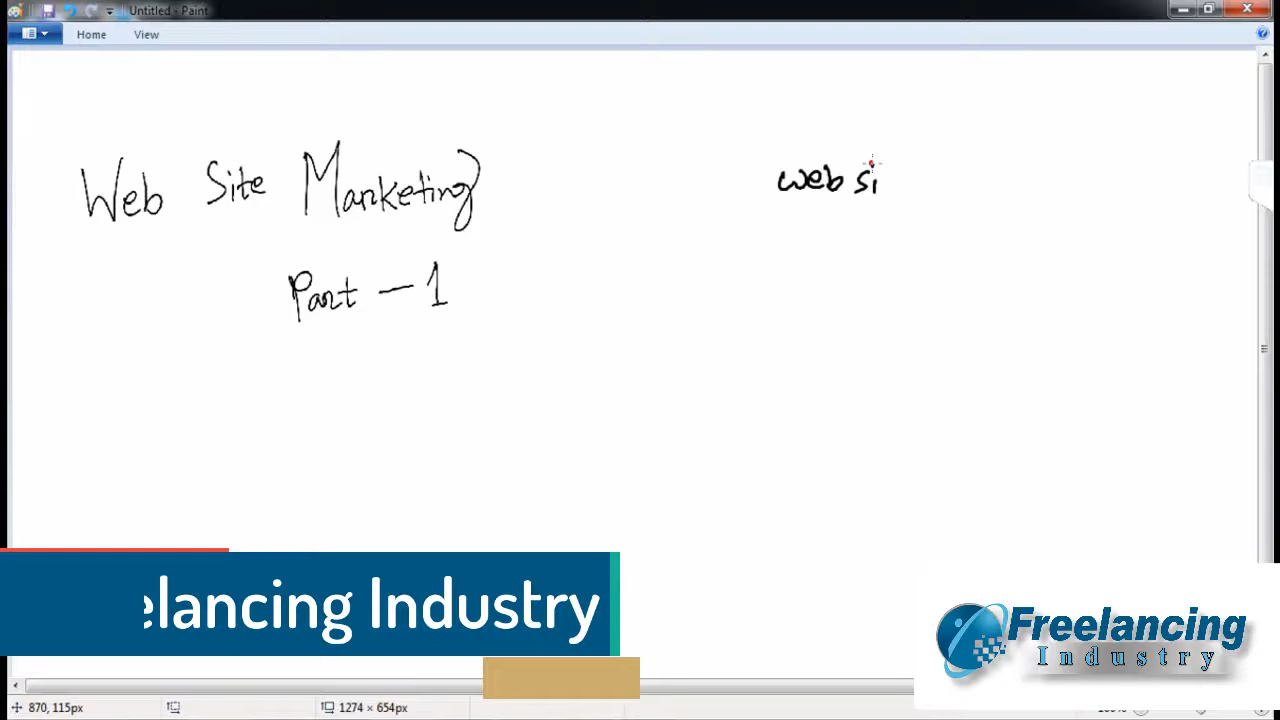 Untitled - Paint
Home View
Web Site Marketing
Part - 1
web si
elancing Industry
Freelancing
Industry
870, 115px
1274 × 654px